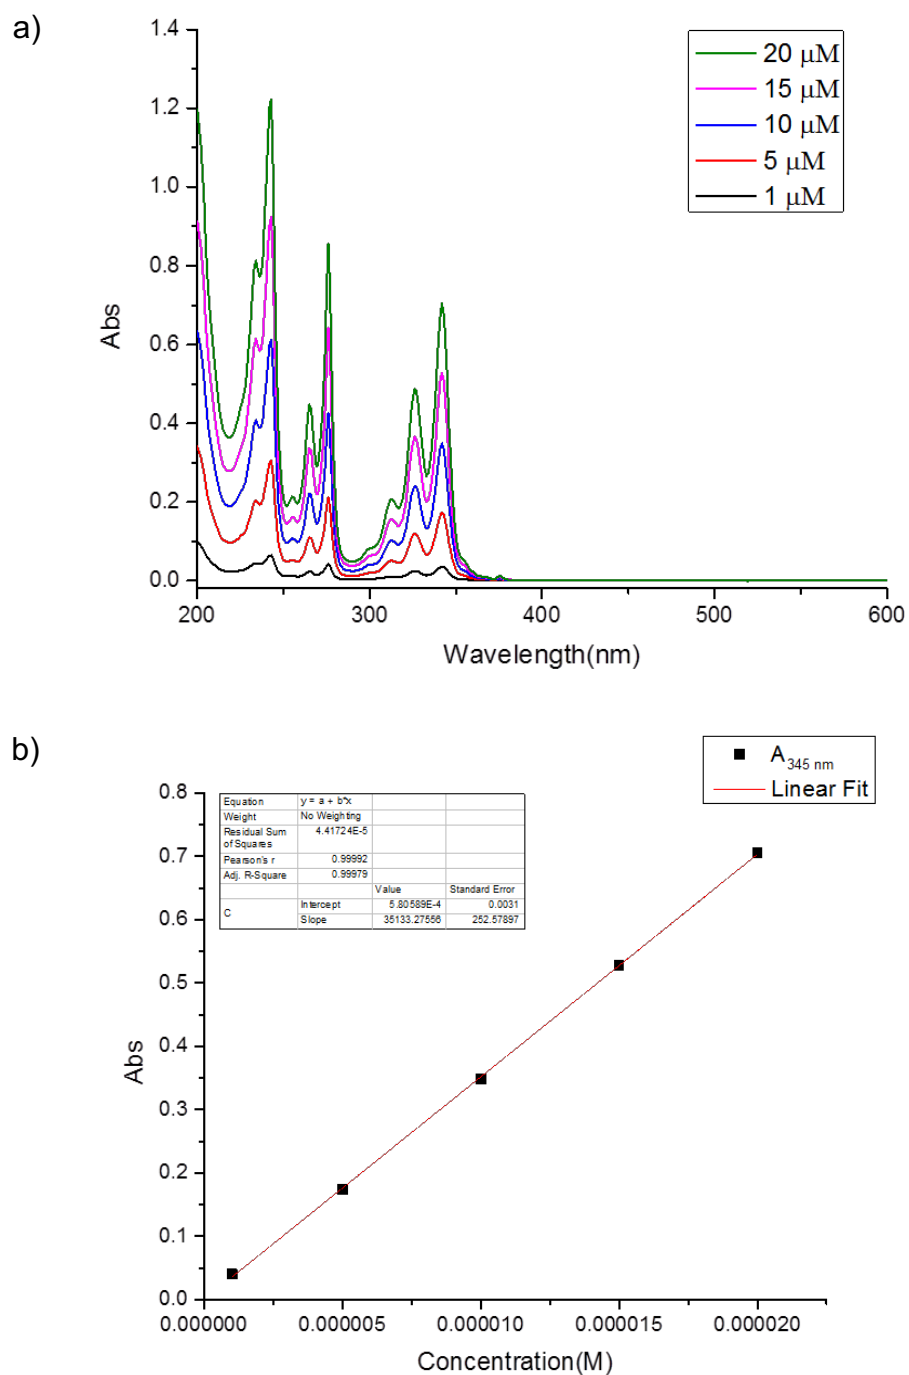 a)
1.4
1.2
1.0
0.8
0.6
0.4
0.2
0.0
Abs
200
300
400
500
600
Wavelength(nm)
20 μM
15 μM
10 μM
5 μM
1 μM
b)
A345 nm
Linear Fit
Equation y = a + b*x
Weight No Weighting
Residual Sum of Squares 4.41724E-5
Pearson's r 0.99992
Adj. R-Square 0.99979
Value Standard Error
C Intercept 5.80589E-4 0.0031
Slope 35133.27556 252.57897
0.8
0.7
0.6
0.5
0.4
0.3
0.2
0.1
0.0
Abs
0.000000
0.000005
0.000010
0.000015
0.000020
Concentration(M)